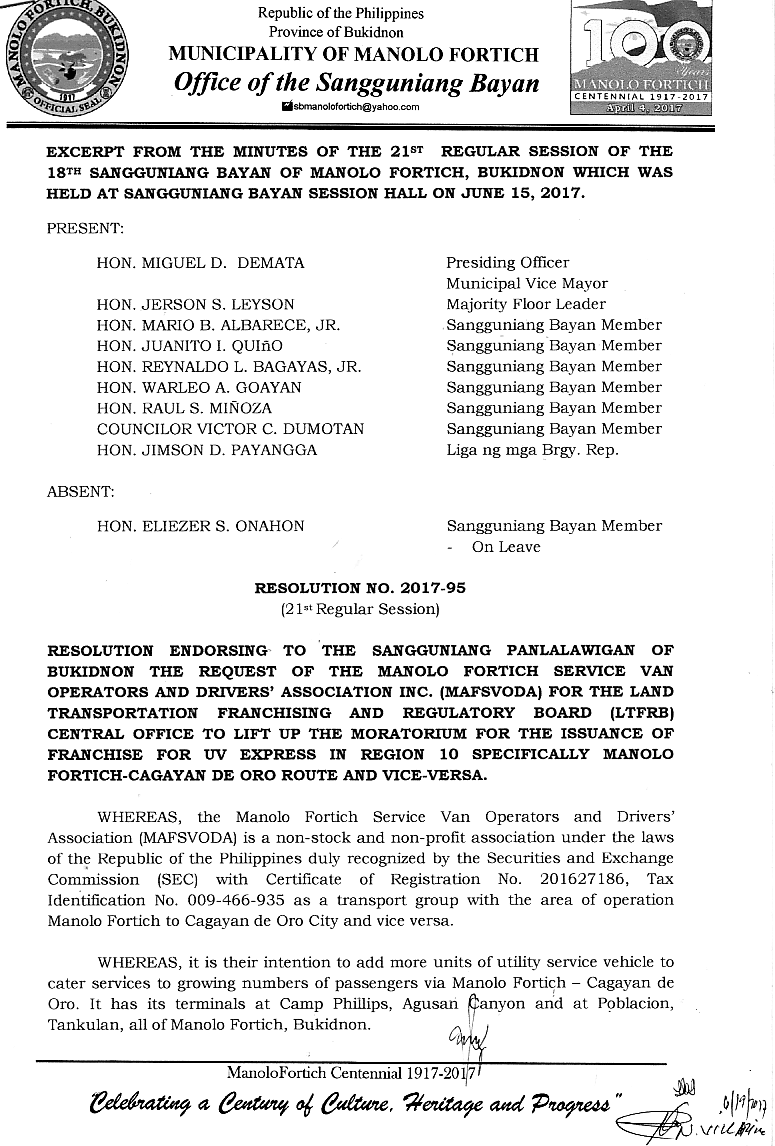 MANOLO FORTICH, BUKIDNON
1917
OFFICIAL SEAL
Republic of the Philippines
Province of Bukidnon
MUNICIPALITY OF MANOLO FORTICH
Office of the Sangguniang Bayan
sbmanolofortich@yahoo.com
100
Years
MANOLO FORTICH
CENTENNIAL 1917-2017
April 4, 2017
EXCERPT FROM THE MINUTES OF THE 21ST REGULAR SESSION OF THE
18TH SANGGUNIANG BAYAN OF MANOLO FORTICH, BUKIDNON WHICH WAS
HELD AT SANGGUNIANG BAYAN SESSION HALL ON JUNE 15, 2017.
PRESENT:
HON. MIGUEL D. DEMATA Presiding Officer
Municipal Vice Mayor
HON. JERSON S. LEYSON Majority Floor Leader
HON. MARIO B. ALBARECE, JR. Sangguniang Bayan Member
HON. JUANITO I. QUIñO Sangguniang Bayan Member
HON. REYNALDO L. BAGAYAS, JR. Sangguniang Bayan Member
HON. WARLEO A. GOAYAN Sangguniang Bayan Member
HON. RAUL S. MIÑOZA Sangguniang Bayan Member
COUNCILOR VICTOR C. DUMOTAN Sangguniang Bayan Member
HON. JIMSON D. PAYANGGA Liga ng mga Brgy. Rep.
ABSENT:
HON. ELIEZER S. ONAHON Sangguniang Bayan Member
- On Leave
RESOLUTION NO. 2017-95
(21st Regular Session)
RESOLUTION ENDORSING TO THE SANGGUNIANG PANLALAWIGAN OF
BUKIDNON THE REQUEST OF THE MANOLO FORTICH SERVICE VAN
OPERATORS AND DRIVERS' ASSOCIATION INC. (MAFSVODA) FOR THE LAND
TRANSPORTATION FRANCHISING AND REGULATORY BOARD (LTFRB)
CENTRAL OFFICE TO LIFT UP THE MORATORIUM FOR THE ISSUANCE OF
FRANCHISE FOR UV EXPRESS IN REGION 10 SPECIFICALLY MANOLO
FORTICH-CAGAYAN DE ORO ROUTE AND VICE-VERSA.
WHEREAS, the Manolo Fortich Service Van Operators and Drivers'
Association (MAFSVODA) is a non-stock and non-profit association under the laws
of the Republic of the Philippines duly recognized by the Securities and Exchange
Commission (SEC) with Certificate of Registration No. 201627186, Tax
Identification No. 009-466-935 as a transport group with the area of operation
Manolo Fortich to Cagayan de Oro City and vice versa.
WHEREAS, it is their intention to add more units of utility service vehicle to
cater services to growing numbers of passengers via Manolo Fortich – Cagayan de
Oro. It has its terminals at Camp Phillips, Agusan Canyon and at Poblacion,
Tankulan, all of Manolo Fortich, Bukidnon.
ManoloFortich Centennial 1917-2017
"Celebrating a Century of Culture, Heritage and Progress"
6/19/2017